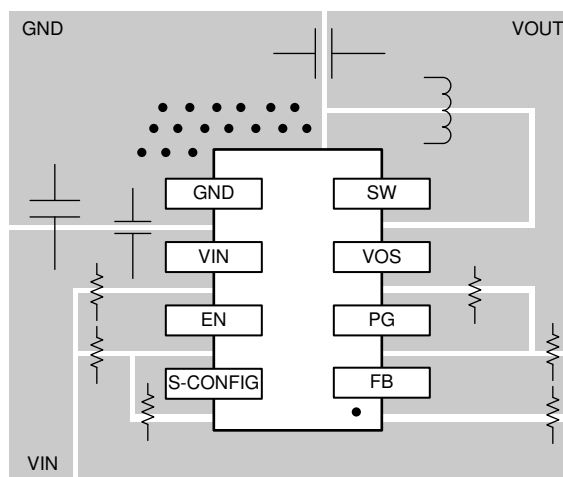 GND
VOUT
GND
SW
VIN
VOS
EN
PG
S-CONFIG
FB
VIN